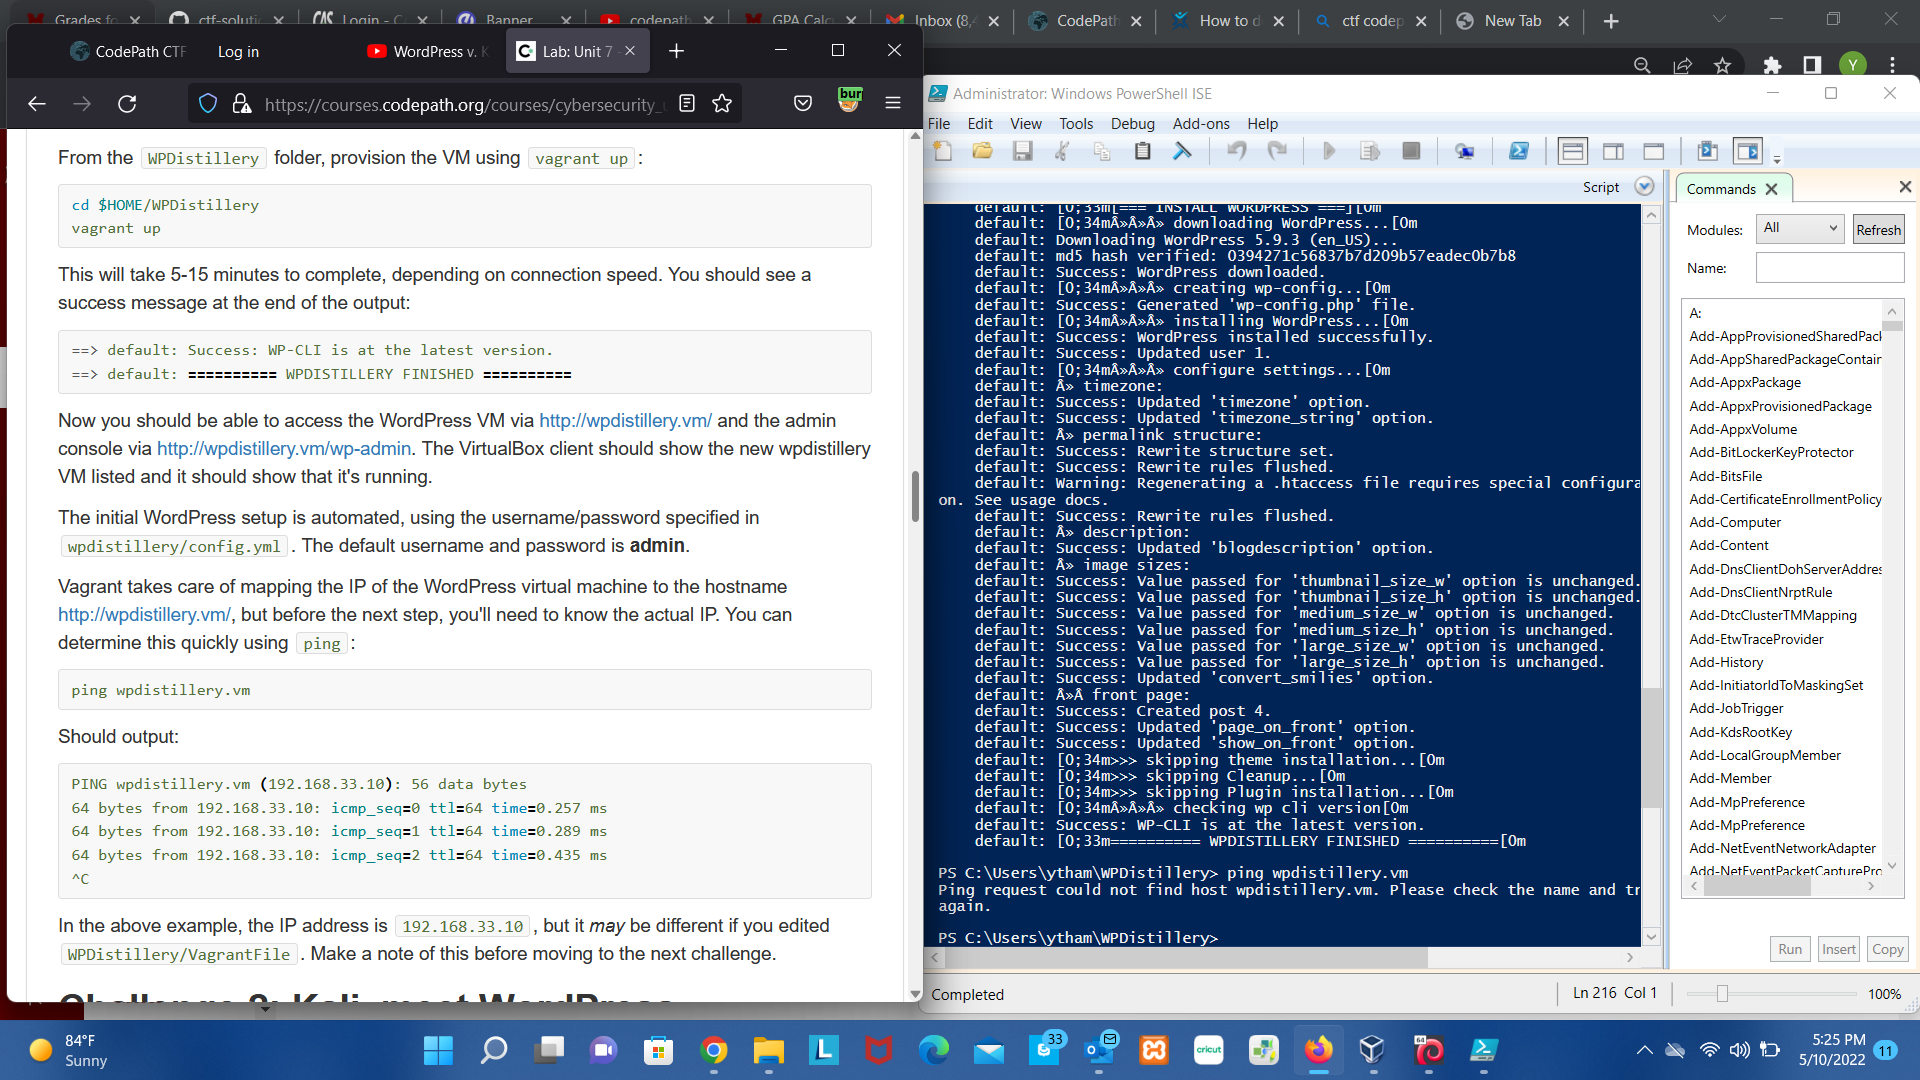 Grades fo
ctf-soluti
CAS Login - C
Banner
codepath
GPA Calc
Inbox (8,4
CodePath
How to d
ctf codep
New Tab
CodePath CTF
Log in
WordPress v. K
Lab: Unit 7 -
https://courses.codepath.org/courses/cybersecurity_u
bur
Y
From the WPDistillery folder, provision the VM using vagrant up :
cd $HOME/WPDistillery
vagrant up
This will take 5-15 minutes to complete, depending on connection speed. You should see a
success message at the end of the output:
==> default: Success: WP-CLI is at the latest version.
==> default: ========== WPDISTILLERY FINISHED ==========
Now you should be able to access the WordPress VM via http://wpdistillery.vm/ and the admin
console via http://wpdistillery.vm/wp-admin. The VirtualBox client should show the new wpdistillery
VM listed and it should show that it's running.
The initial WordPress setup is automated, using the username/password specified in
wpdistillery/config.yml . The default username and password is admin.
Vagrant takes care of mapping the IP of the WordPress virtual machine to the hostname
http://wpdistillery.vm/, but before the next step, you'll need to know the actual IP. You can
determine this quickly using ping :
ping wpdistillery.vm
Should output:
PING wpdistillery.vm (192.168.33.10): 56 data bytes
64 bytes from 192.168.33.10: icmp_seq=0 ttl=64 time=0.257 ms
64 bytes from 192.168.33.10: icmp_seq=1 ttl=64 time=0.289 ms
64 bytes from 192.168.33.10: icmp_seq=2 ttl=64 time=0.435 ms
^C
In the above example, the IP address is 192.168.33.10 , but it may be different if you edited
WPDistillery/VagrantFile . Make a note of this before moving to the next challenge.
Challenge 2: Kali, meet WordPress
Administrator: Windows PowerShell ISE
File Edit View Tools Debug Add-ons Help
Script
default: [0;33m[=== INSTALL WORDPRESS ===][0m
default: [0;34mÂ»Â»Â» downloading WordPress...[0m
default: Downloading WordPress 5.9.3 (en_US)...
default: md5 hash verified: 0394271c56837b7d209b57eadec0b7b8
default: Success: WordPress downloaded.
default: [0;34mÂ»Â»Â» creating wp-config...[0m
default: Success: Generated 'wp-config.php' file.
default: [0;34mÂ»Â»Â» installing WordPress...[0m
default: Success: WordPress installed successfully.
default: Success: Updated user 1.
default: [0;34mÂ»Â»Â» configure settings...[0m
default: Â» timezone:
default: Success: Updated 'timezone' option.
default: Success: Updated 'timezone_string' option.
default: Â» permalink structure:
default: Success: Rewrite structure set.
default: Success: Rewrite rules flushed.
default: Warning: Regenerating a .htaccess file requires special configura
on. See usage docs.
default: Success: Rewrite rules flushed.
default: Â» description:
default: Success: Updated 'blogdescription' option.
default: Â» image sizes:
default: Success: Value passed for 'thumbnail_size_w' option is unchanged.
default: Success: Value passed for 'thumbnail_size_h' option is unchanged.
default: Success: Value passed for 'medium_size_w' option is unchanged.
default: Success: Value passed for 'medium_size_h' option is unchanged.
default: Success: Value passed for 'large_size_w' option is unchanged.
default: Success: Value passed for 'large_size_h' option is unchanged.
default: Success: Updated 'convert_smilies' option.
default: Â»Â front page:
default: Success: Created post 4.
default: Success: Updated 'page_on_front' option.
default: Success: Updated 'show_on_front' option.
default: [0;34m>>> skipping theme installation...[0m
default: [0;34m>>> skipping Cleanup...[0m
default: [0;34m>>> skipping Plugin installation...[0m
default: [0;34mÂ»Â»Â» checking wp cli version[0m
default: Success: WP-CLI is at the latest version.
default: [0;33m========== WPDISTILLERY FINISHED ==========[0m
PS C:\Users\ytham\WPDistillery> ping wpdistillery.vm
Ping request could not find host wpdistillery.vm. Please check the name and tr
again.
PS C:\Users\ytham\WPDistillery>
Commands
Modules: All Refresh
Name:
A:
Add-AppProvisionedSharedPack
Add-AppSharedPackageContain
Add-AppxPackage
Add-AppxProvisionedPackage
Add-AppxVolume
Add-BitLockerKeyProtector
Add-BitsFile
Add-CertificateEnrollmentPolicy
Add-Computer
Add-Content
Add-DnsClientDohServerAddres
Add-DnsClientNrptRule
Add-DtcClusterTMMapping
Add-EtwTraceProvider
Add-History
Add-InitiatorIdToMaskingSet
Add-JobTrigger
Add-KdsRootKey
Add-LocalGroupMember
Add-Member
Add-MpPreference
Add-MpPreference
Add-NetEventNetworkAdapter
Add-NetEventPacketCapturePro
Run Insert Copy
Completed
Ln 216 Col 1
100%
84°F
Sunny
L
33
cricut
64
5:25 PM
5/10/2022
11